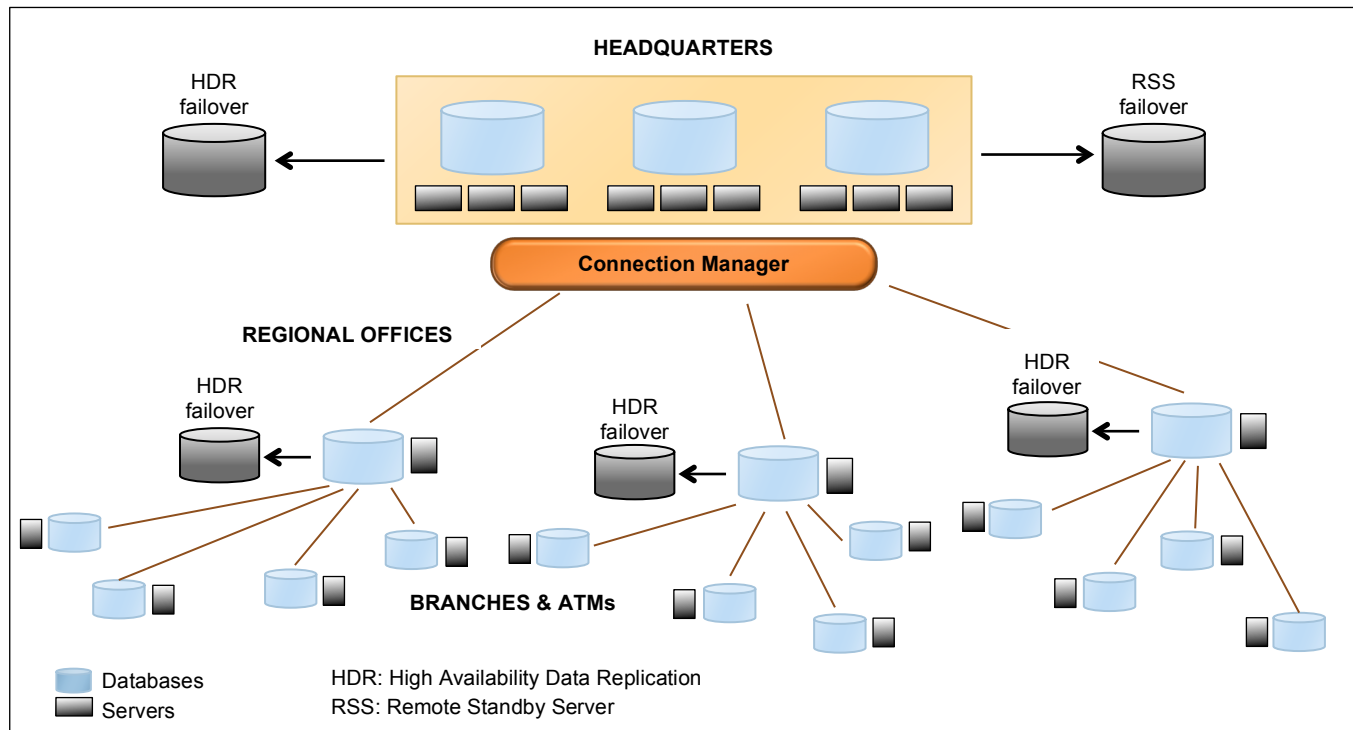 HEADQUARTERS
HDR
failover
RSS
failover
Connection Manager
REGIONAL OFFICES
HDR
failover
HDR
failover
HDR
failover
BRANCHES & ATMs
Databases
Servers
HDR: High Availability Data Replication
RSS: Remote Standby Server